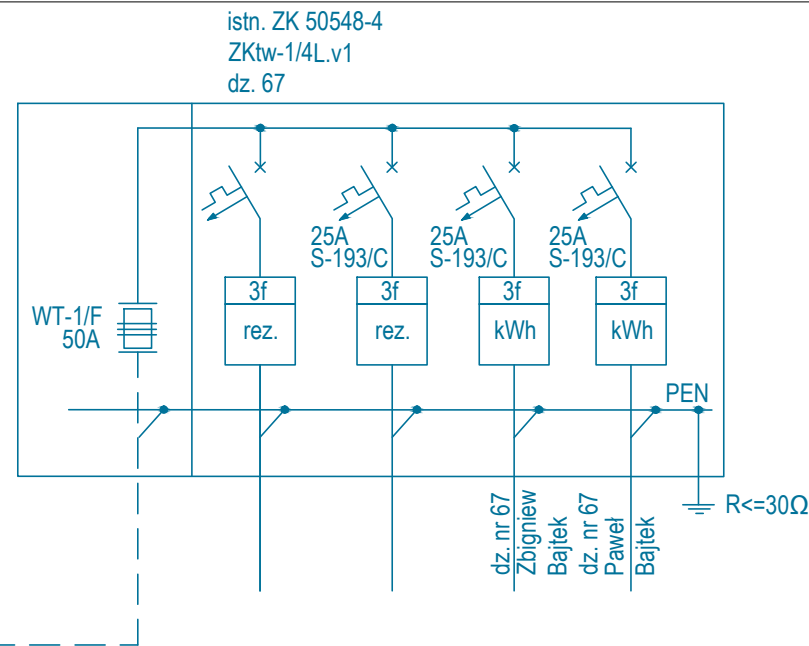 istn. ZK 50548-4
ZKtw-1/4L.v1
dz. 67
25A
S-193/C
25A
S-193/C
25A
S-193/C
3f
rez.
3f
rez.
3f
kWh
3f
kWh
WT-1/F
50A
PEN
R<=30Ω
dz. nr 67
Zbigniew
Bajtek
dz. nr 67
Paweł
Bajtek